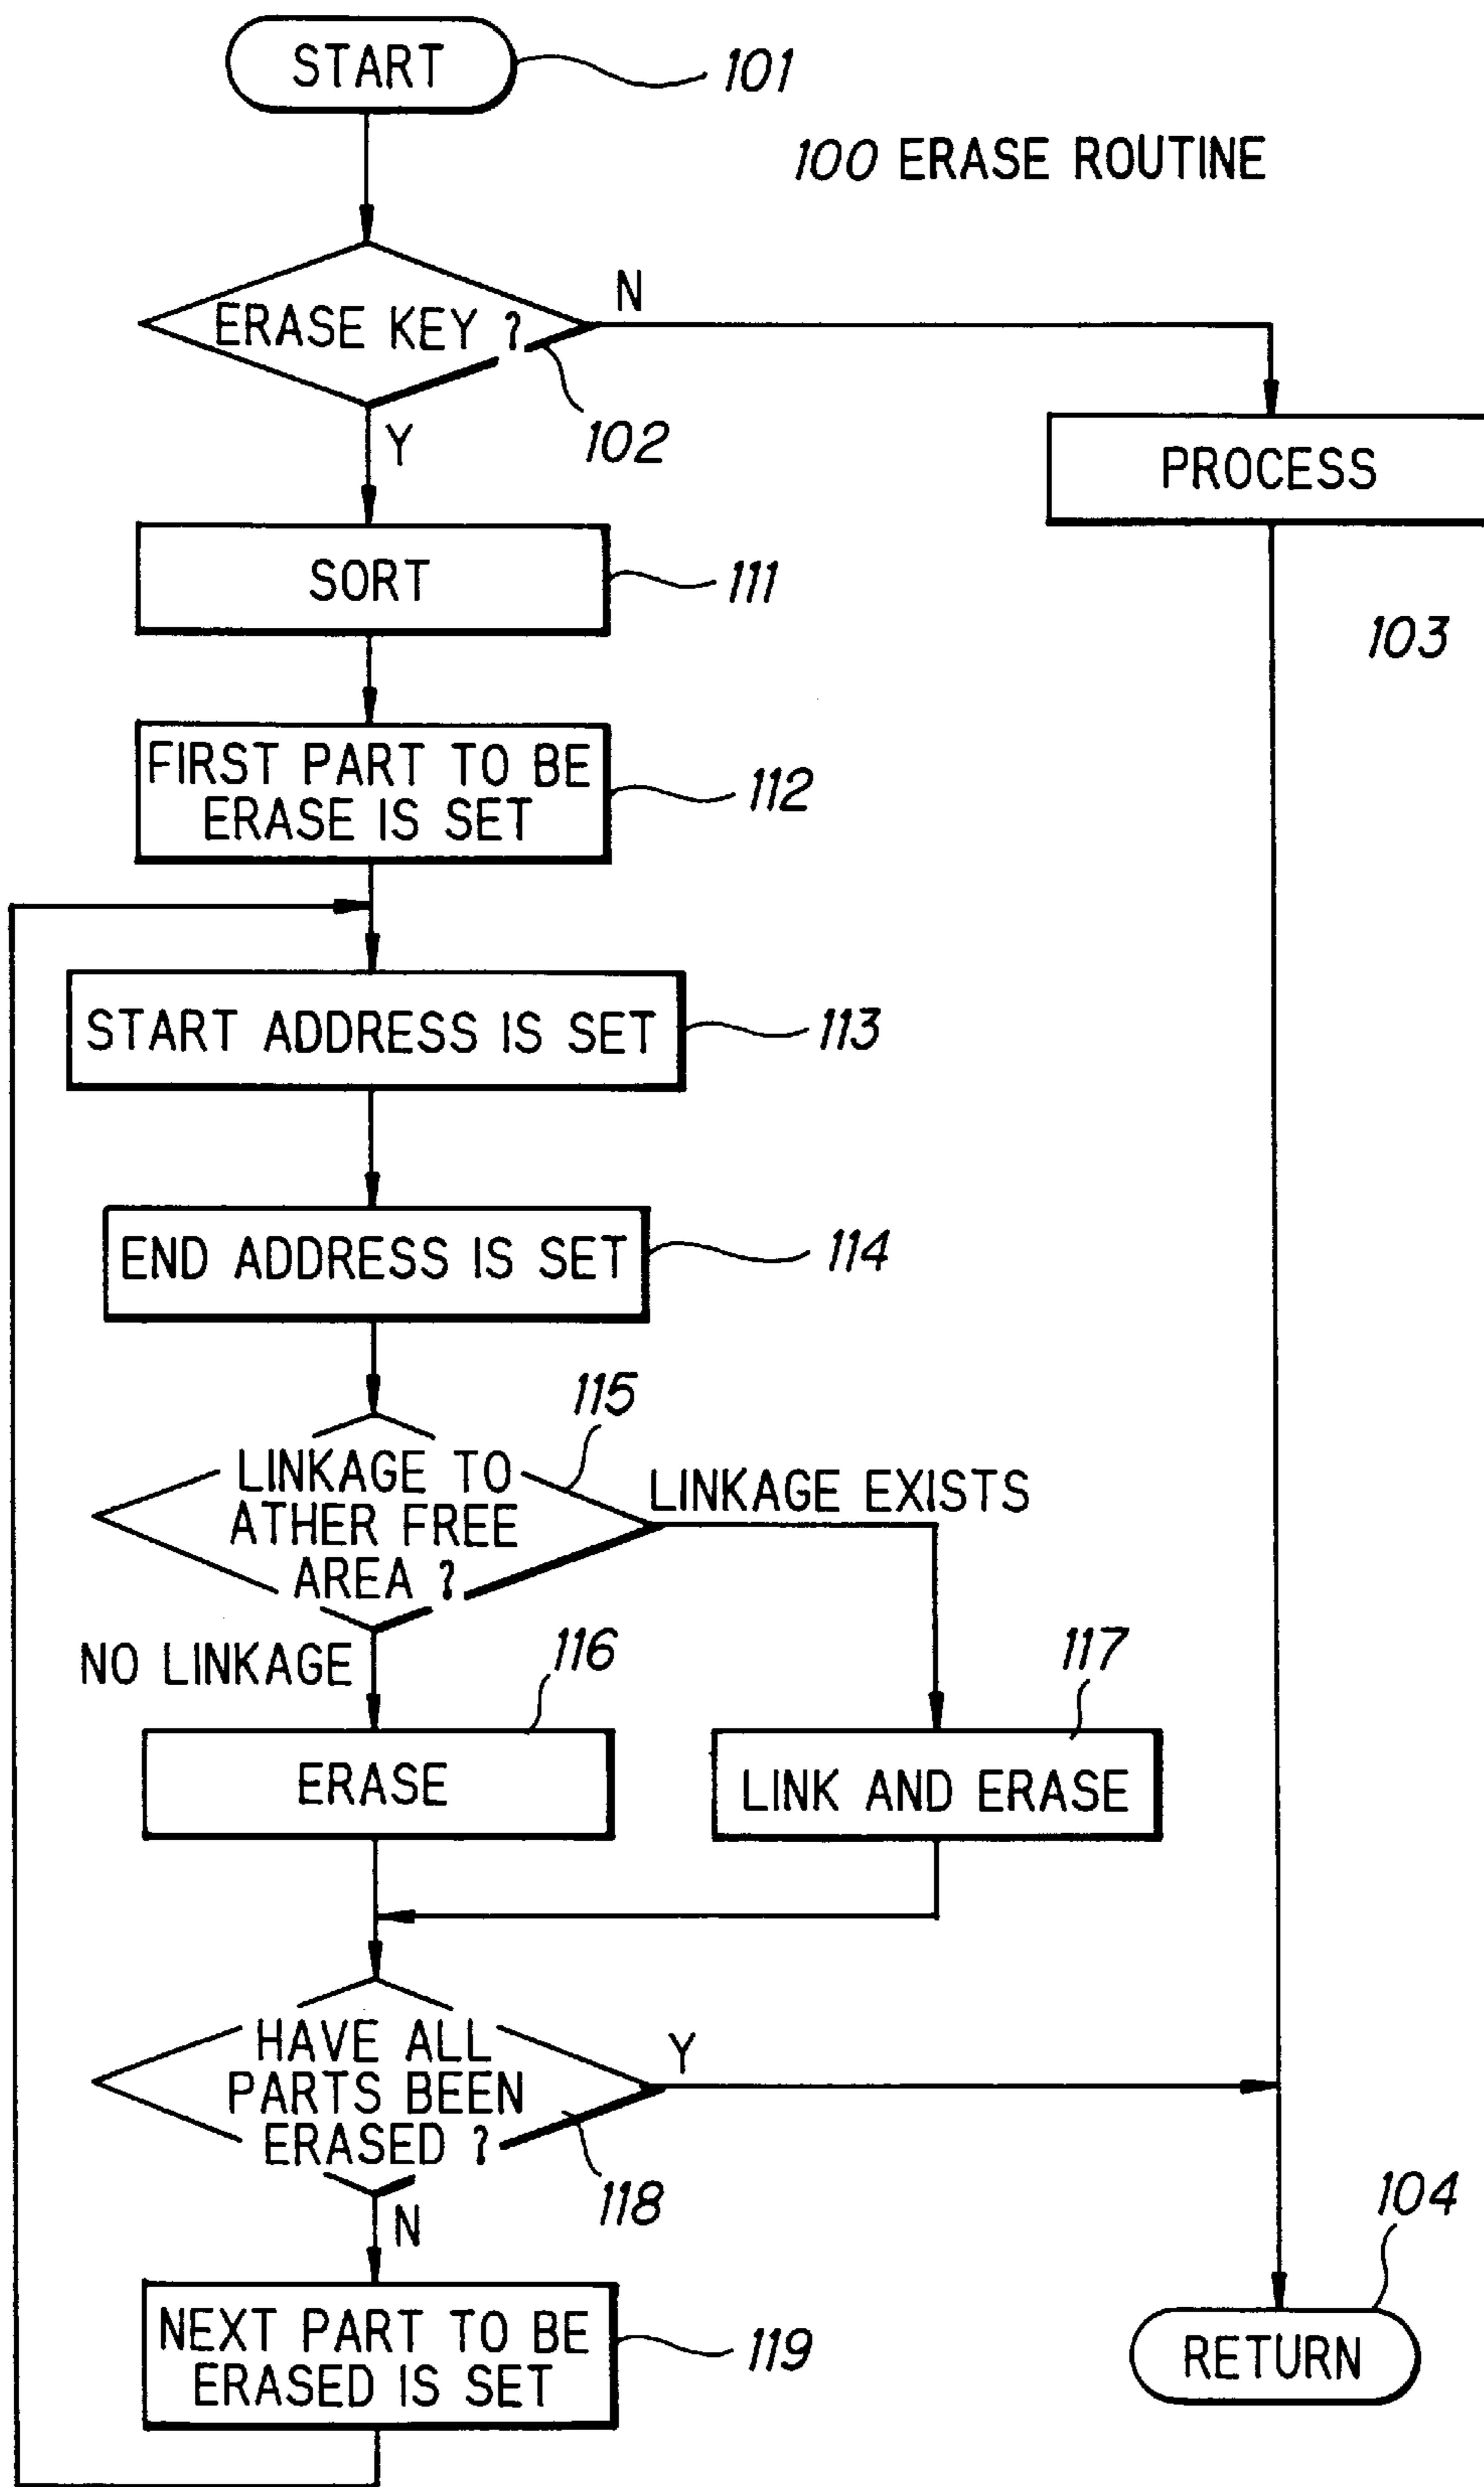 START
101
100 ERASE ROUTINE
ERASE KEY ?
N
102
Y
PROCESS
SORT
111
103
FIRST PART TO BE
ERASE IS SET
112
START ADDRESS IS SET
113
END ADDRESS IS SET
114
115
LINKAGE TO
ATHER FREE
AREA ?
LINKAGE EXISTS
NO LINKAGE
116
117
ERASE
LINK AND ERASE
HAVE ALL
PARTS BEEN
ERASED ?
Y
118
N
104
NEXT PART TO BE
ERASED IS SET
119
RETURN